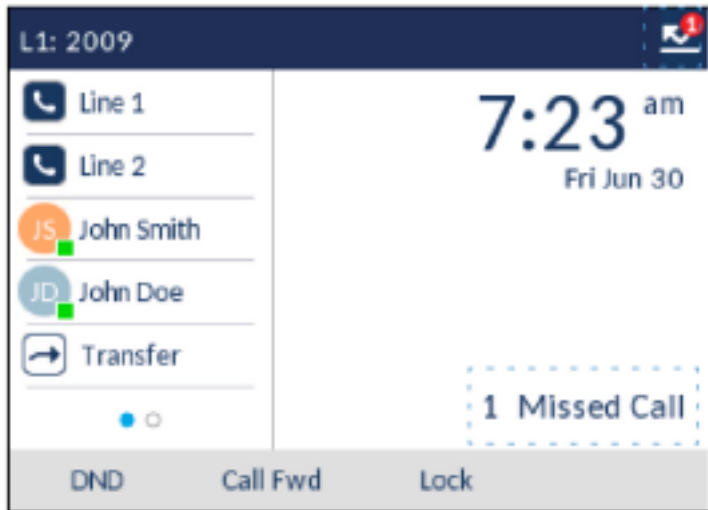 L1: 2009
1
Line 1
Line 2
JS John Smith
JD John Doe
Transfer
7:23 am
Fri Jun 30
1 Missed Call
DND Call Fwd Lock